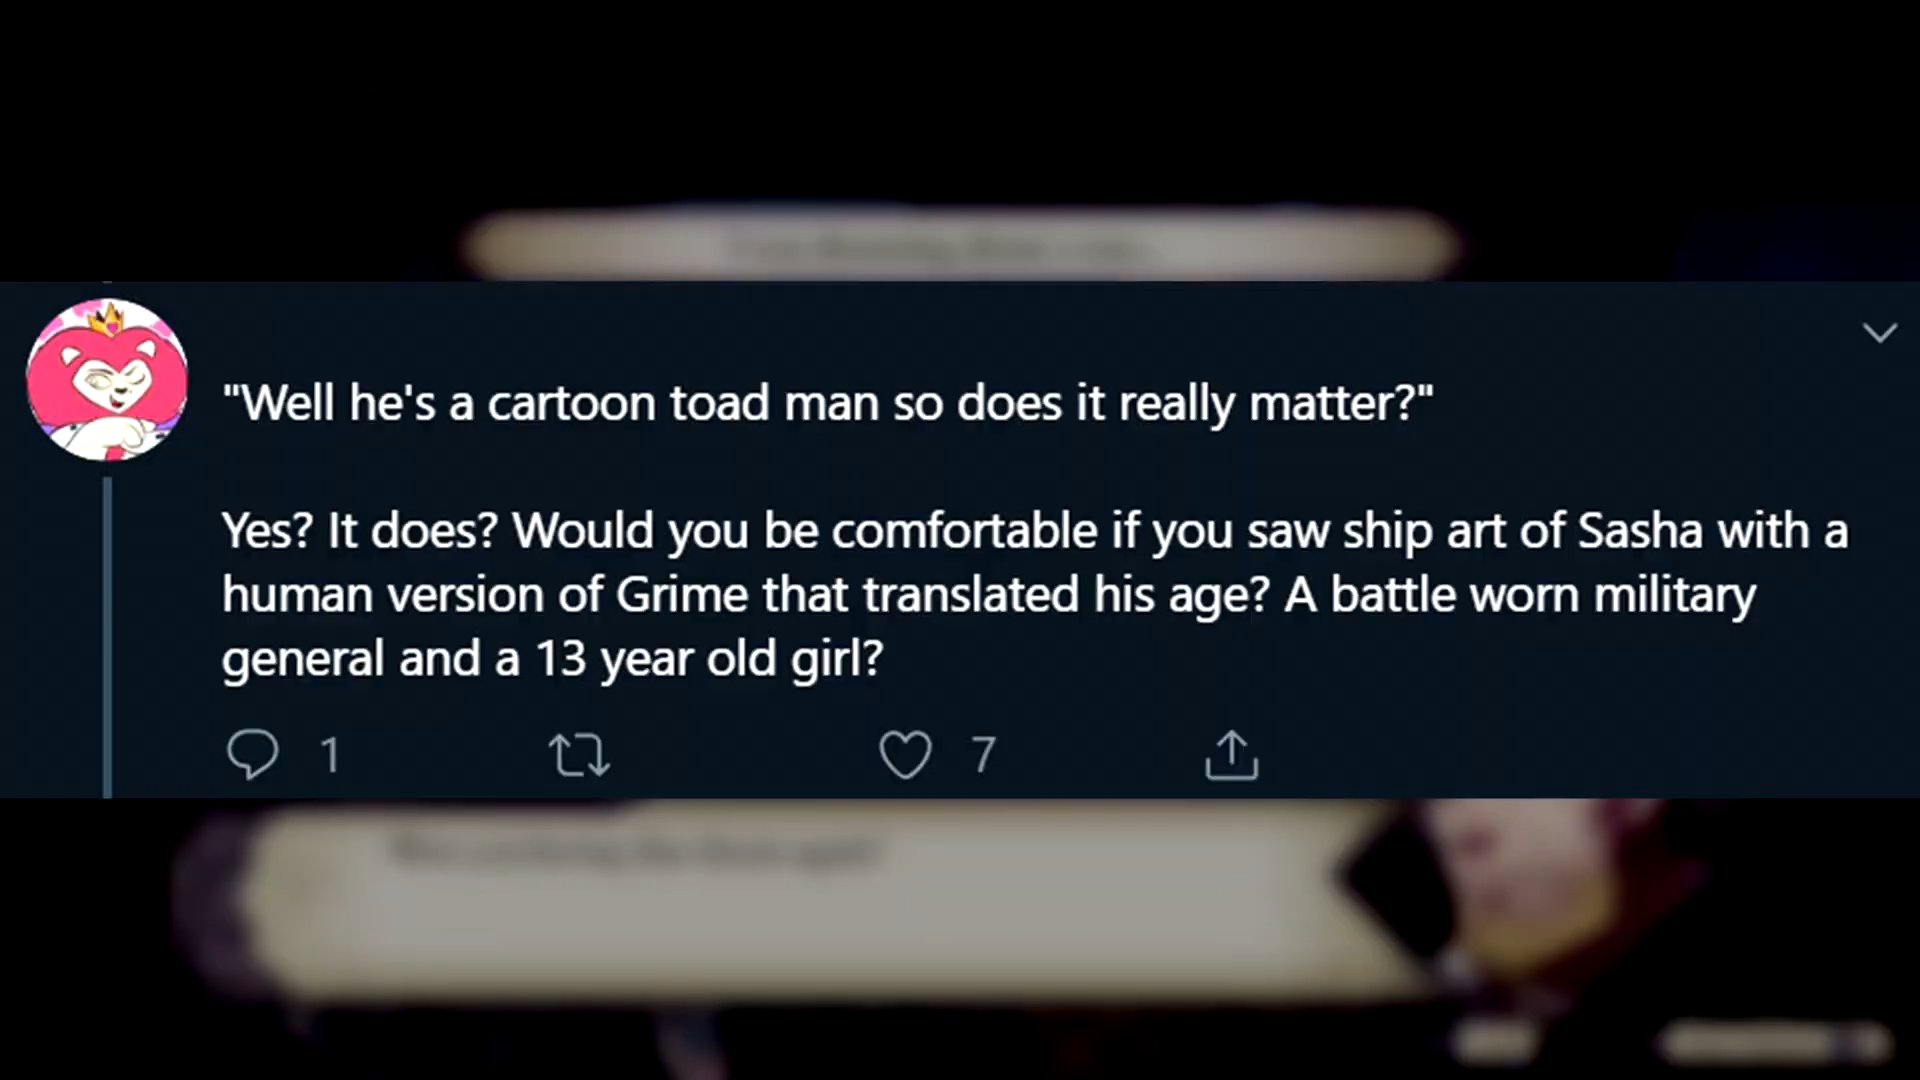 "Well he's a cartoon toad man so does it really matter?"
Yes? It does? Would you be comfortable if you saw ship art of Sasha with a
human version of Grime that translated his age? A battle worn military
general and a 13 year old girl?
1
7